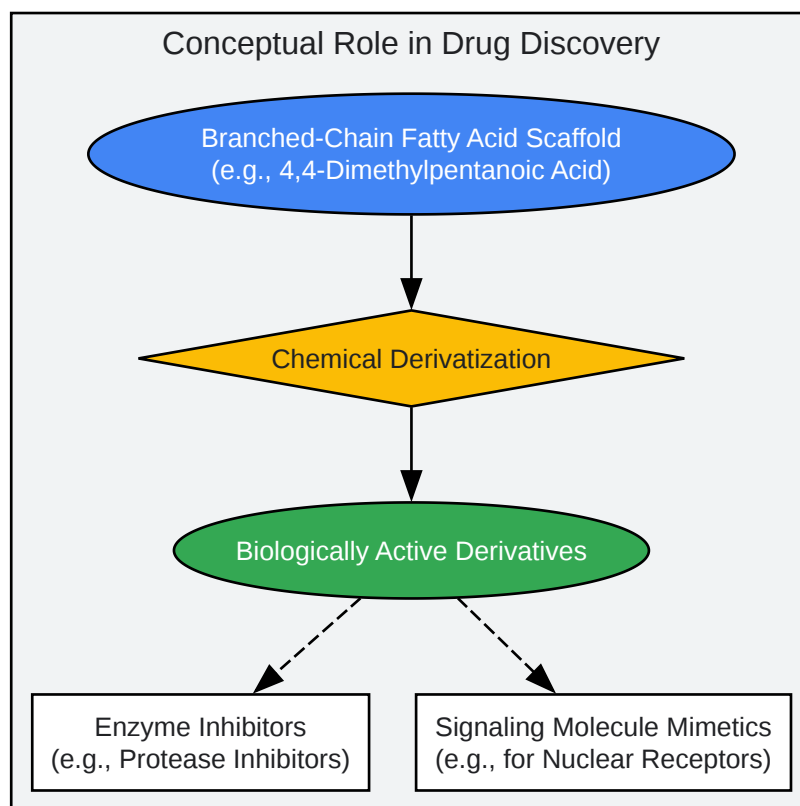 Conceptual Role in Drug Discovery
Branched-Chain Fatty Acid Scaffold
(e.g., 4,4-Dimethylpentanoic Acid)
Chemical Derivatization
Biologically Active Derivatives
Enzyme Inhibitors
(e.g., Protease Inhibitors)
Signaling Molecule Mimetics
(e.g., for Nuclear Receptors)